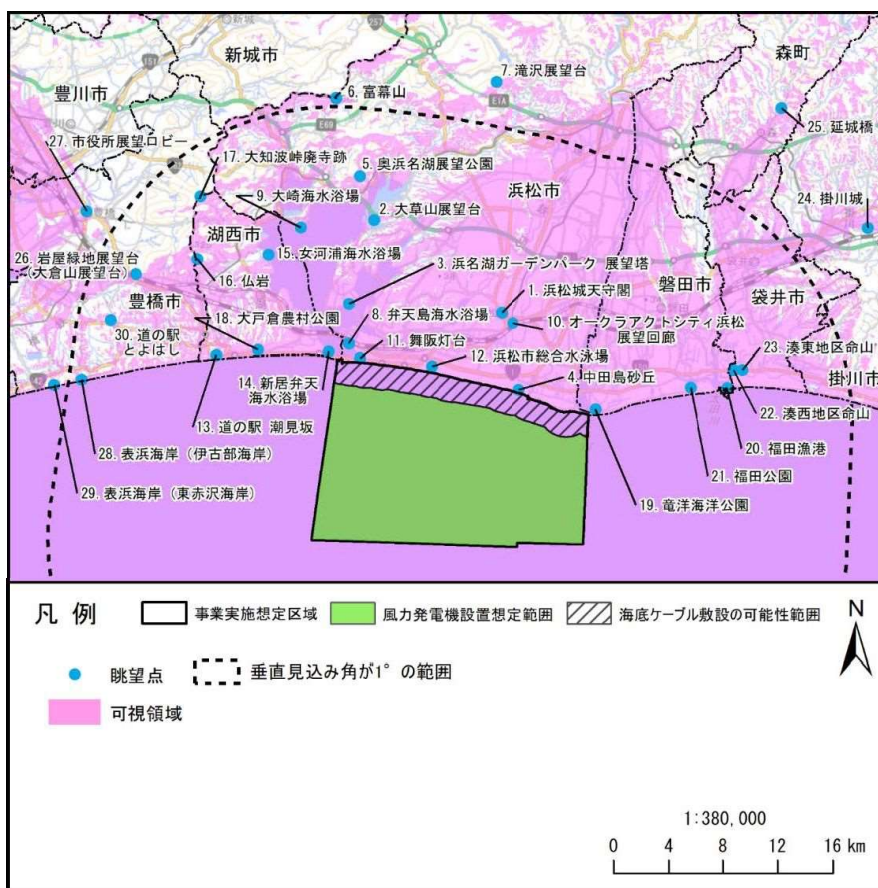 森町
新城市
豊川市
7. 滝沢展望台
6. 富幕山
25. 延城橋
27. 市役所展望ロビー
17. 大知波峠廃寺跡
5. 奥浜名湖展望公園
9. 大崎海水浴場
浜松市
24. 掛川城
2. 大草山展望台
湖西市
26. 岩屋緑地展望台
(大倉山展望台)
15. 女河浦海水浴場
16. 仏岩
3. 浜名湖ガーデンパーク 展望塔
磐田市
袋井市
豊橋市
1. 浜松城天守閣
18. 大戸倉農村公園
8. 弁天島海水浴場
10. オークラアクトシティ浜松
展望回廊
30. 道の駅
とよはし
11. 舞阪灯台
12. 浜松市総合水泳場
23. 湊東地区命山
掛川市
14. 新居弁天
海水浴場
4. 中田島砂丘
22. 湊西地区命山
13. 道の駅 潮見坂
20. 福田漁港
28. 表浜海岸（伊古部海岸）
21. 福田公園
29. 表浜海岸（東赤沢海岸）
19. 竜洋海洋公園
凡 例
事業実施想定区域
風力発電機設置想定範囲
海底ケーブル敷設の可能性範囲
N
眺望点
垂直見込み角が1° の範囲
可視領域
1:380,000
0 4 8 12 16 km